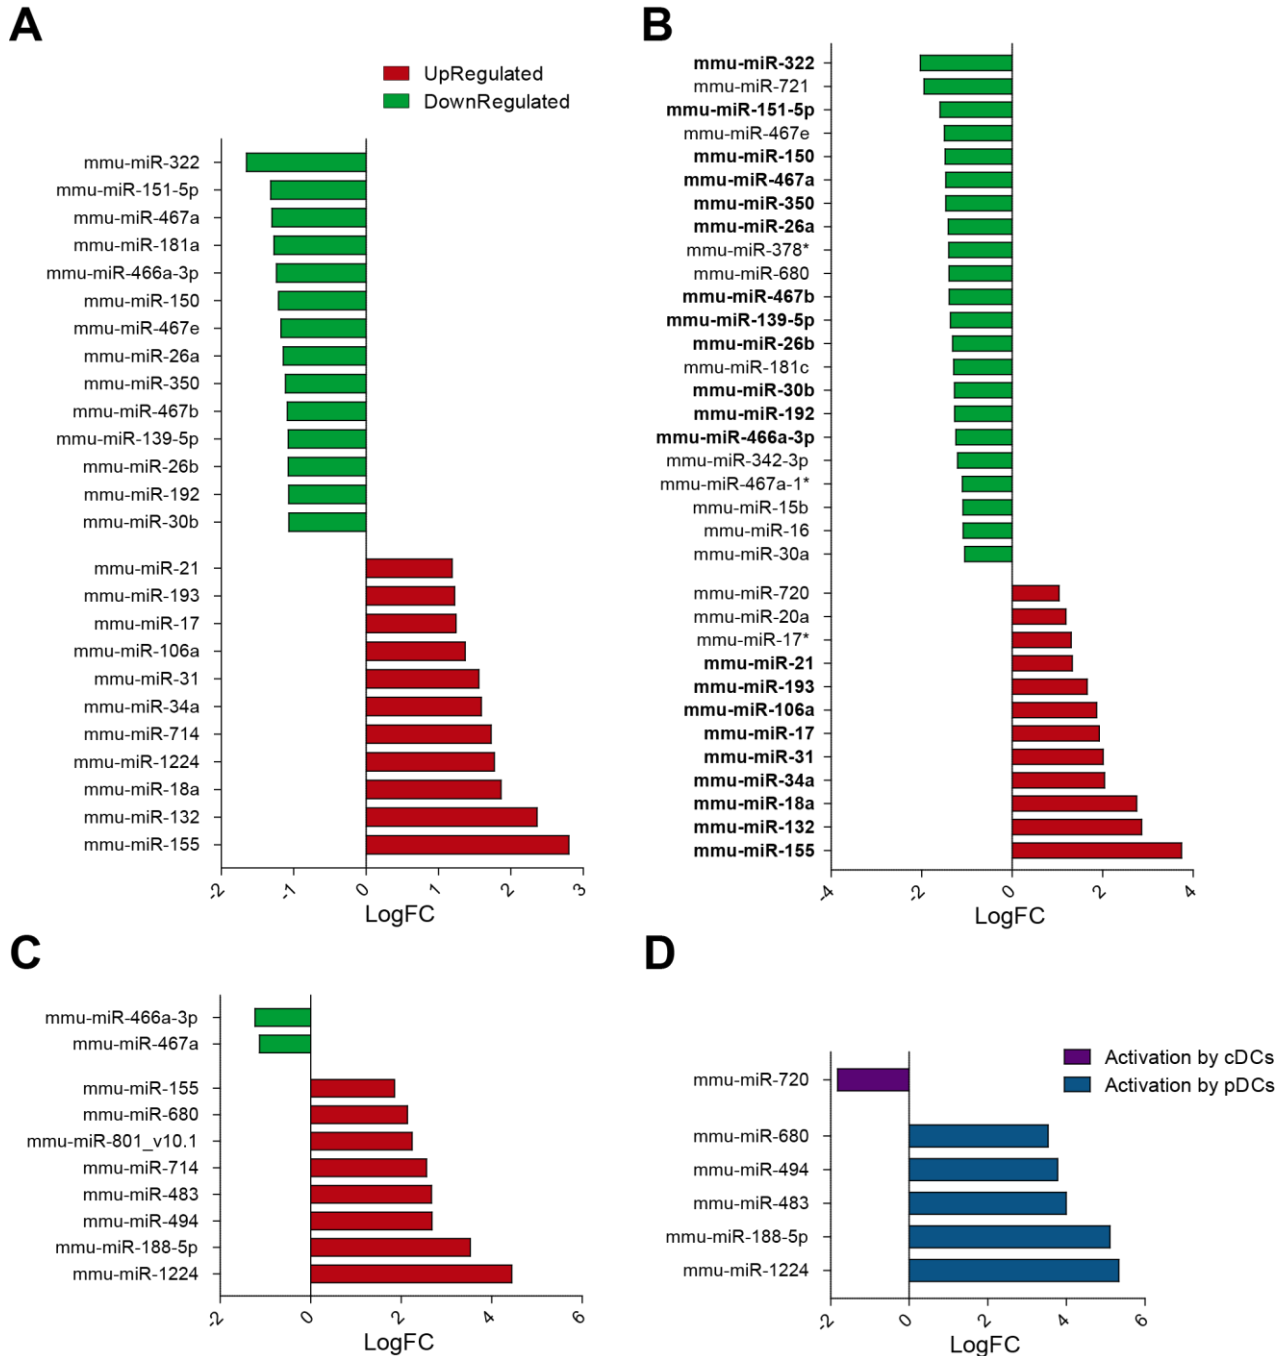 A
UpRegulated
DownRegulated
mmu-miR-322
mmu-miR-151-5p
mmu-miR-467a
mmu-miR-181a
mmu-miR-466a-3p
mmu-miR-150
mmu-miR-467e
mmu-miR-26a
mmu-miR-350
mmu-miR-467b
mmu-miR-139-5p
mmu-miR-26b
mmu-miR-192
mmu-miR-30b
mmu-miR-21
mmu-miR-193
mmu-miR-17
mmu-miR-106a
mmu-miR-31
mmu-miR-34a
mmu-miR-714
mmu-miR-1224
mmu-miR-18a
mmu-miR-132
mmu-miR-155
-2 -1 0 1 2 3
LogFC
B
mmu-miR-322
mmu-miR-721
mmu-miR-151-5p
mmu-miR-467e
mmu-miR-150
mmu-miR-467a
mmu-miR-350
mmu-miR-26a
mmu-miR-378*
mmu-miR-680
mmu-miR-467b
mmu-miR-139-5p
mmu-miR-26b
mmu-miR-181c
mmu-miR-30b
mmu-miR-192
mmu-miR-466a-3p
mmu-miR-342-3p
mmu-miR-467a-1*
mmu-miR-15b
mmu-miR-16
mmu-miR-30a
mmu-miR-720
mmu-miR-20a
mmu-miR-17*
mmu-miR-21
mmu-miR-193
mmu-miR-106a
mmu-miR-17
mmu-miR-31
mmu-miR-34a
mmu-miR-18a
mmu-miR-132
mmu-miR-155
-4 -2 0 2 4
LogFC
C
mmu-miR-466a-3p
mmu-miR-467a
mmu-miR-155
mmu-miR-680
mmu-miR-801_v10.1
mmu-miR-714
mmu-miR-483
mmu-miR-494
mmu-miR-188-5p
mmu-miR-1224
-2 0 2 4 6
LogFC
D
Activation by cDCs
Activation by pDCs
mmu-miR-720
mmu-miR-680
mmu-miR-494
mmu-miR-483
mmu-miR-188-5p
mmu-miR-1224
-2 0 2 4 6
LogFC